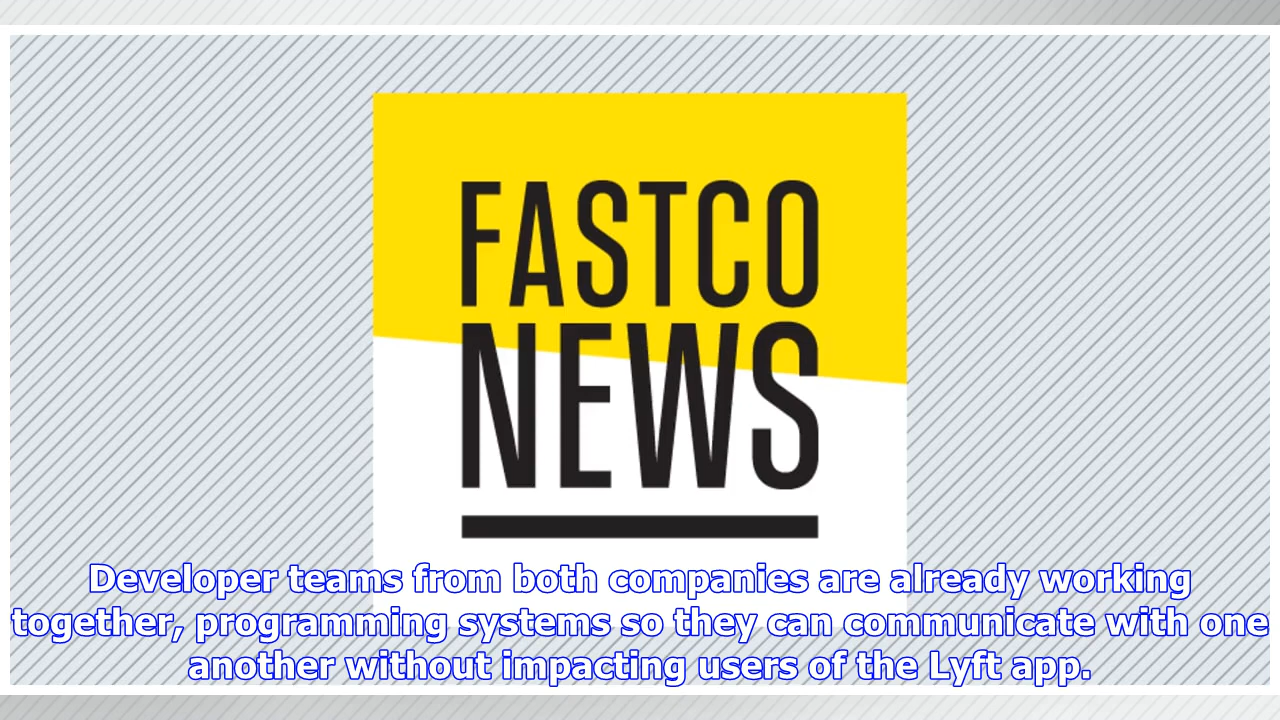 FASTCO
NEWS
Developer teams from both companies are already working
together, programming systems so they can communicate with one
another without impacting users of the Lyft app.